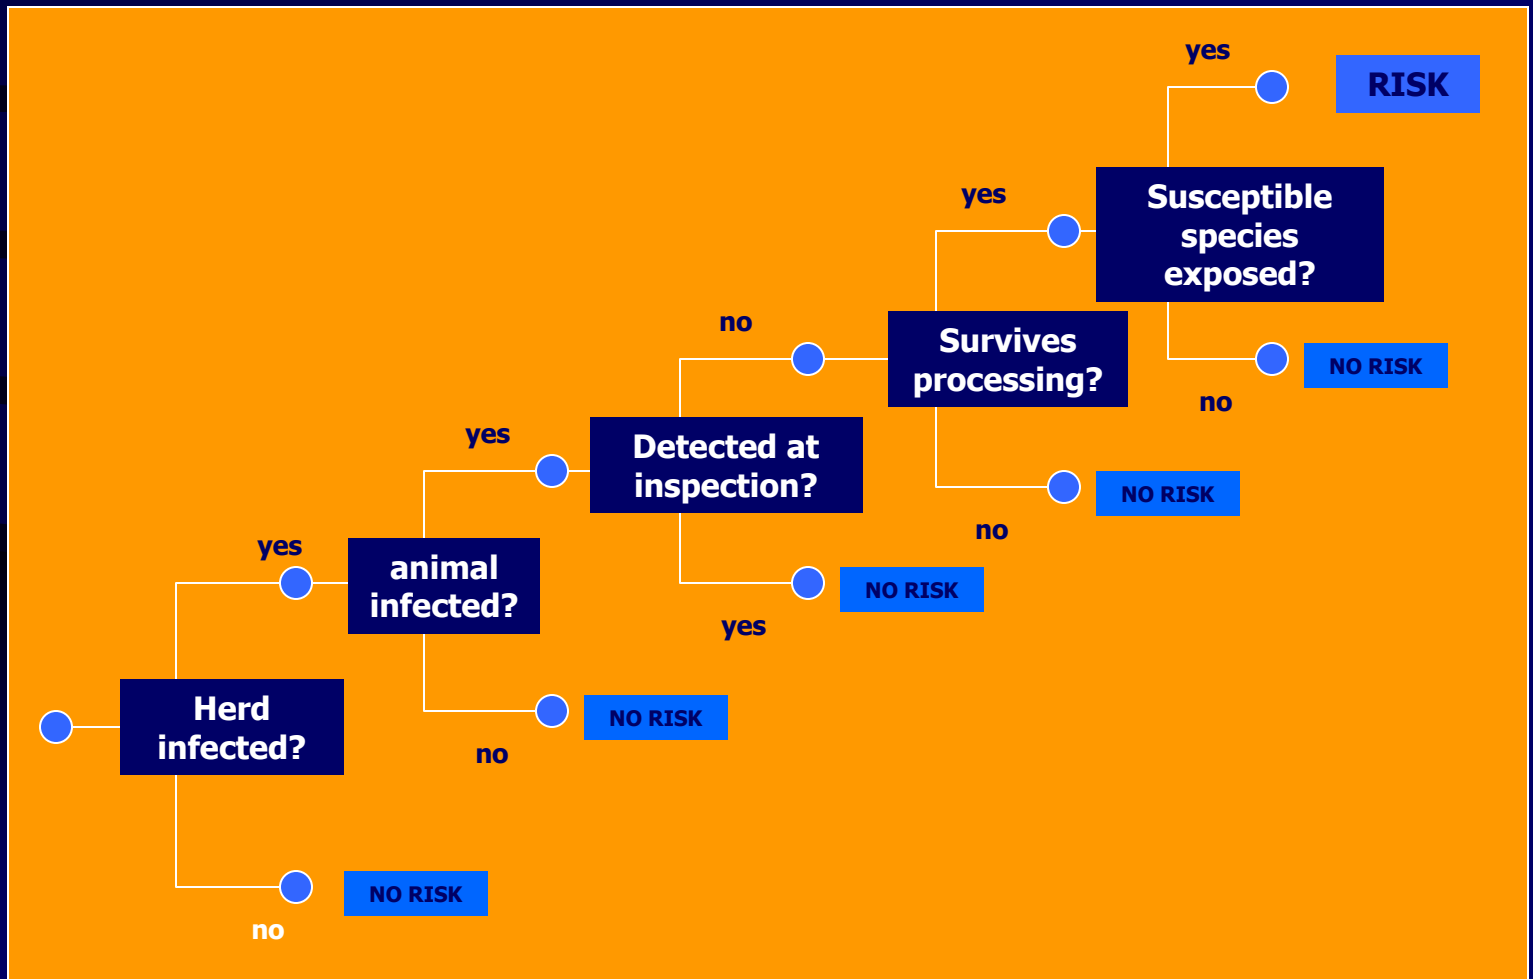 yes
RISK
yes
Susceptible
species
exposed?
no
Survives
processing?
NO RISK
no
yes
Detected at
inspection?
NO RISK
no
yes
animal
infected?
NO RISK
yes
Herd
infected?
NO RISK
no
NO RISK
no